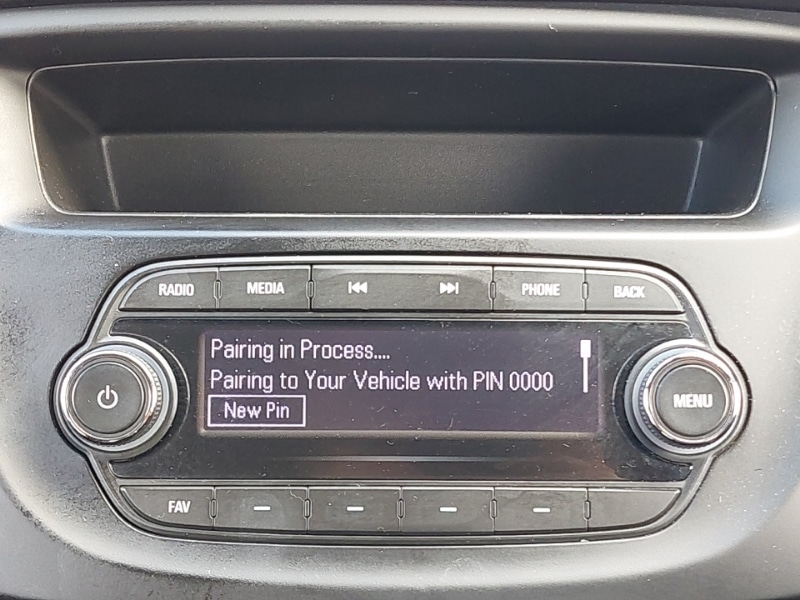 RADIO MEDIA PHONE BACK
Pairing in Process....
Pairing to Your Vehicle with PIN 0000
New Pin
MENU
FAV